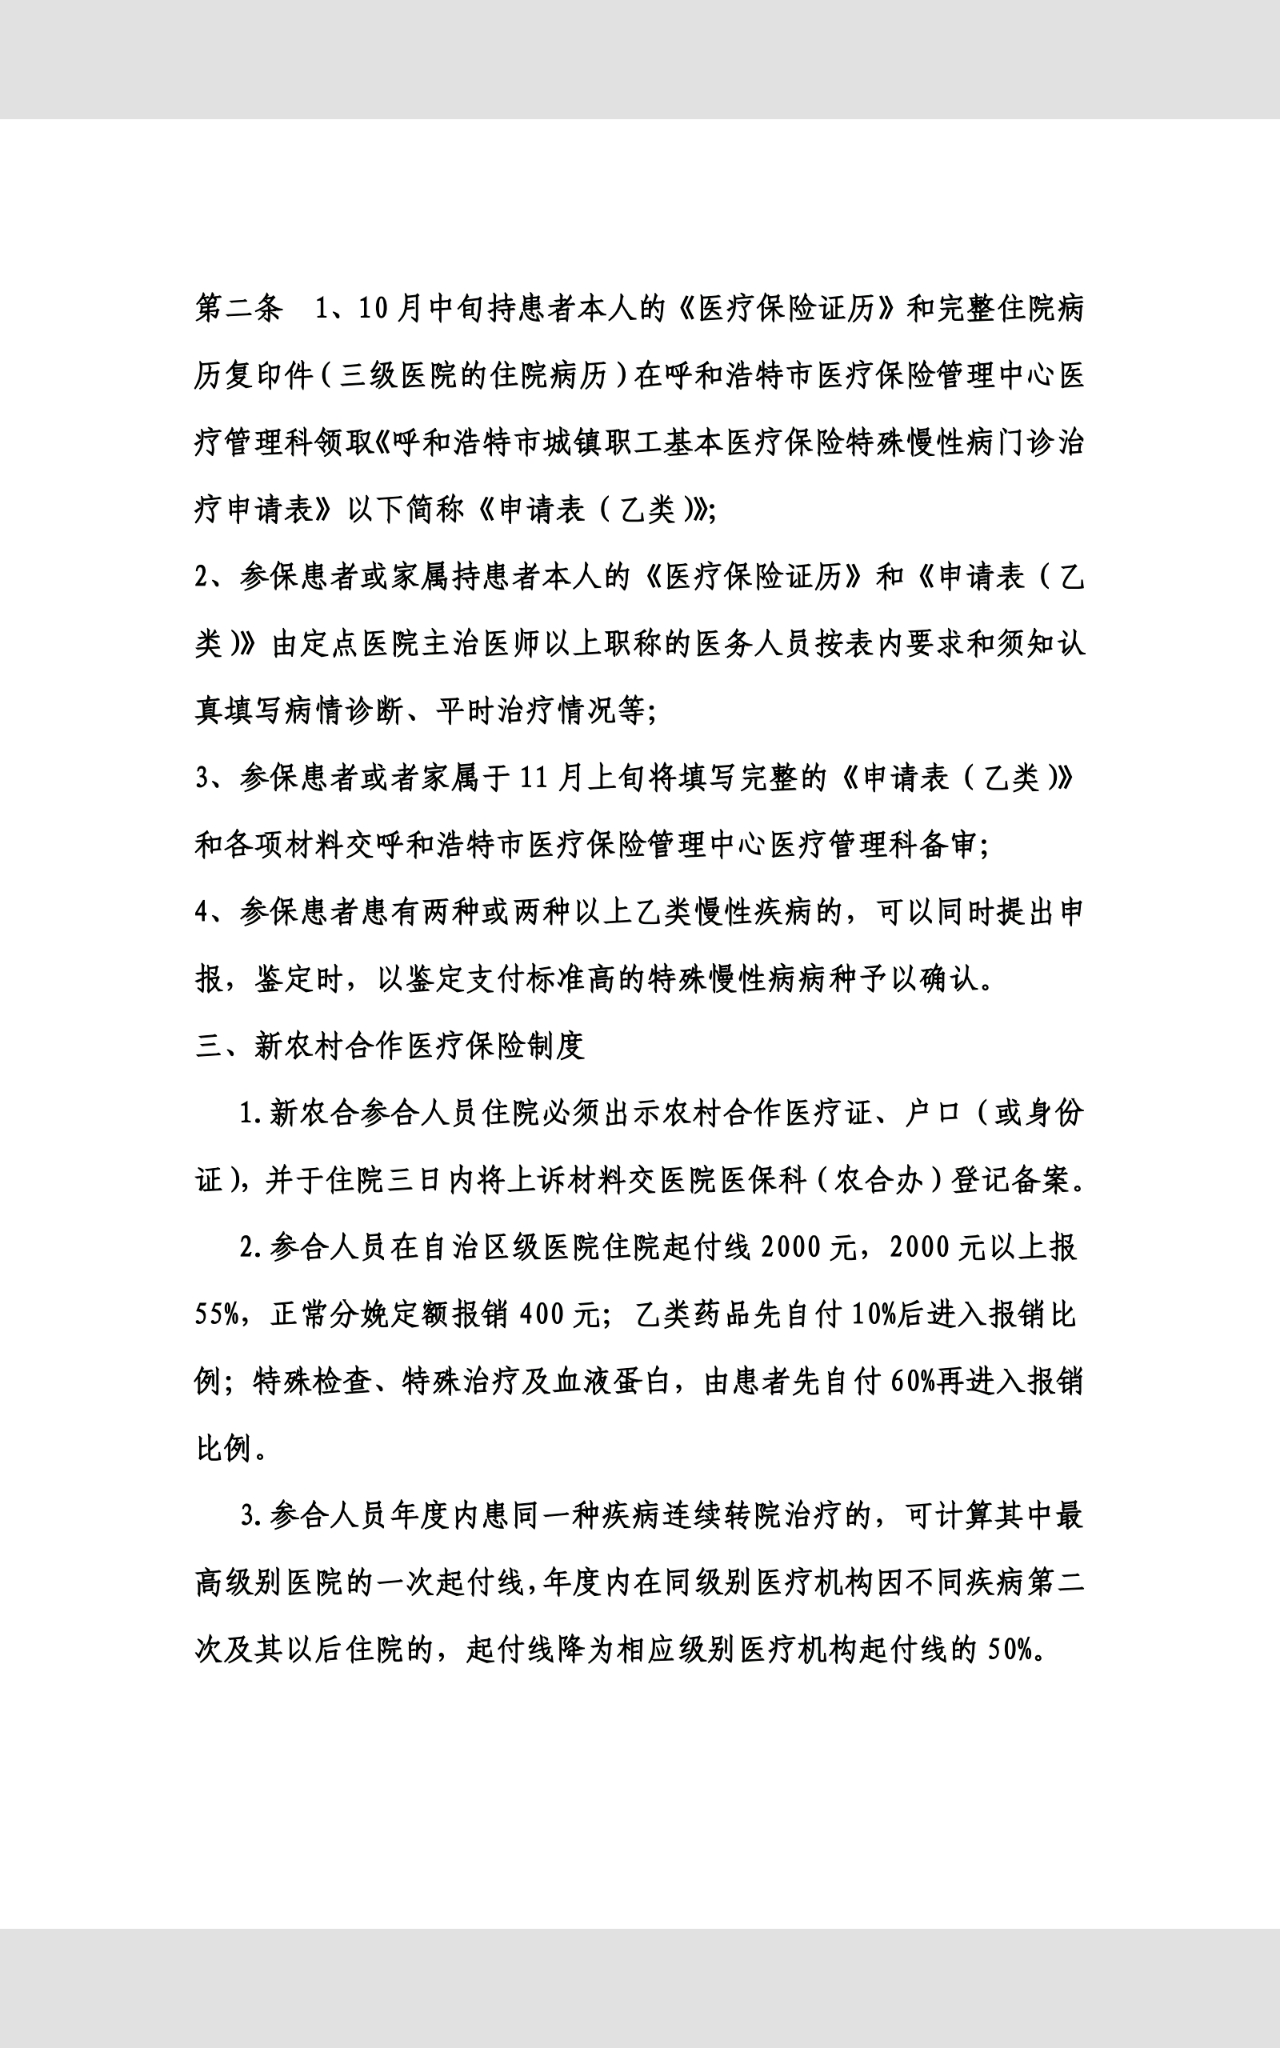 第二条　1、10月中旬持患者本人的《医疗保险证历》和完整住院病
历复印件(三级医院的住院病历)在呼和浩特市医疗保险管理中心医
疗管理科领取《呼和浩特市城镇职工基本医疗保险特殊慢性病门诊治
疗申请表》以下简称《申请表(乙类)》;
2、参保患者或家属持患者本人的《医疗保险证历》和《申请表(乙
类)》由定点医院主治医师以上职称的医务人员按表内要求和须知认
真填写病情诊断、平时治疗情况等;
3、参保患者或者家属于11月上旬将填写完整的《申请表(乙类)》
和各项材料交呼和浩特市医疗保险管理中心医疗管理科备审;
4、参保患者患有两种或两种以上乙类慢性疾病的，可以同时提出申
报，鉴定时，以鉴定支付标准高的特殊慢性病病种予以确认。
三、新农村合作医疗保险制度
1.新农合参合人员住院必须出示农村合作医疗证、户口(或身份
证)，并于住院三日内将上诉材料交医院医保科(农合办)登记备案。
2.参合人员在自治区级医院住院起付线2000元，2000元以上报
55%，正常分娩定额报销400元；乙类药品先自付10%后进入报销比
例；特殊检查、特殊治疗及血液蛋白，由患者先自付60%再进入报销
比例。
3.参合人员年度内患同一种疾病连续转院治疗的，可计算其中最
高级别医院的一次起付线,年度内在同级别医疗机构因不同疾病第二
次及其以后住院的，起付线降为相应级别医疗机构起付线的50%。